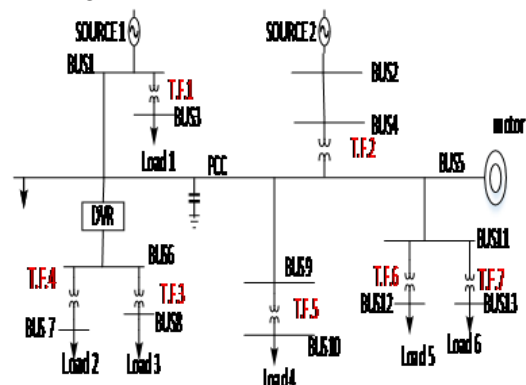 SOURCE 1
SOURCE 2
BUS1
BUS2
T.F.1
BUS3
BUS4
motor
Load 1
PCC
T.F.2
BUS5
DVR
BUS6
BUS11
T.F.4
T.F.3
BUS9
T.F.6
T.F.7
BUS 7
BUS8
T.F.5
BUS12
BUS13
Load 2
Load 3
BUS10
Load 5
Load 6
Load4